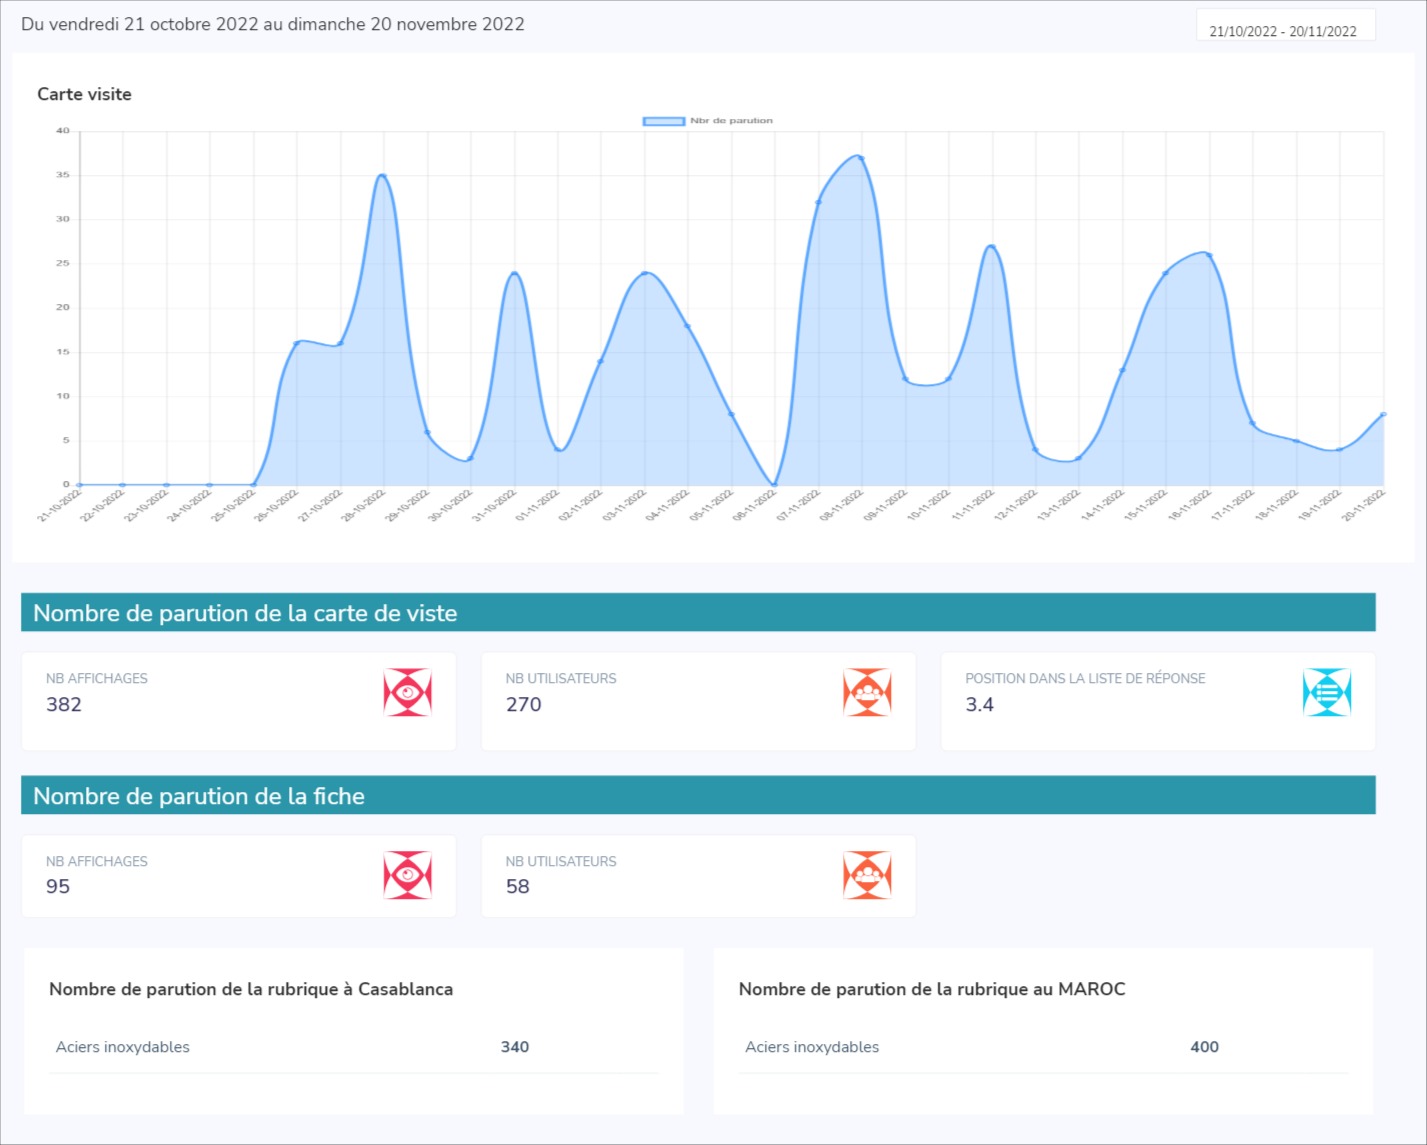 Du vendredi 21 octobre 2022 au dimanche 20 novembre 2022
21/10/2022 - 20/11/2022
Carte visite
Nbr de parution
40
35
30
25
20
15
10
5
0
21-10-2022 22-10-2022 23-10-2022 24-10-2022 25-10-2022 26-10-2022 27-10-2022 28-10-2022 29-10-2022 30-10-2022 31-10-2022 01-11-2022 02-11-2022 03-11-2022 04-11-2022 05-11-2022 06-11-2022 07-11-2022 08-11-2022 09-11-2022 10-11-2022 11-11-2022 12-11-2022 13-11-2022 14-11-2022 15-11-2022 16-11-2022 17-11-2022 18-11-2022 19-11-2022 20-11-2022
Nombre de parution de la carte de viste
NB AFFICHAGES
382
NB UTILISATEURS
270
POSITION DANS LA LISTE DE RÉPONSE
3.4
Nombre de parution de la fiche
NB AFFICHAGES
95
NB UTILISATEURS
58
Nombre de parution de la rubrique à Casablanca
Aciers inoxydables 340
Nombre de parution de la rubrique au MAROC
Aciers inoxydables 400